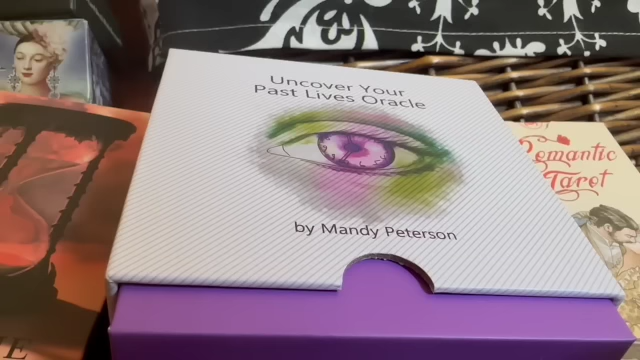 Uncover Your
Past Lives Oracle
by Mandy Peterson
Romantic
Tarot